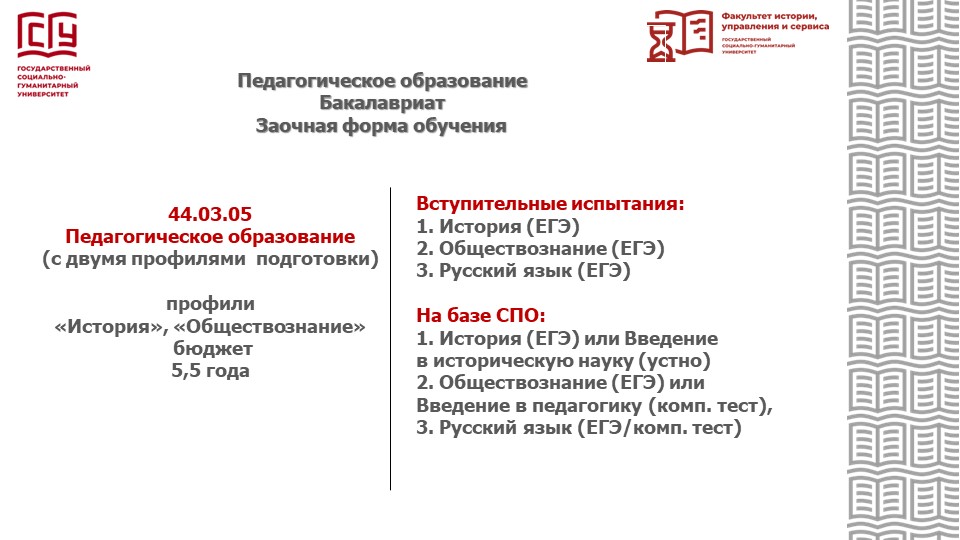 ГСГУ
ГОСУДАРСТВЕННЫЙ
СОЦИАЛЬНО-
ГУМАНИТАРНЫЙ
УНИВЕРСИТЕТ
Факультет истории,
управления и сервиса
ГОСУДАРСТВЕННЫЙ
СОЦИАЛЬНО-ГУМАНИТАРНЫЙ
УНИВЕРСИТЕТ
Педагогическое образование
Бакалавриат
Заочная форма обучения
44.03.05
Педагогическое образование
(с двумя профилями подготовки)
профили
«История», «Обществознание»
бюджет
5,5 года
Вступительные испытания:
1. История (ЕГЭ)
2. Обществознание (ЕГЭ)
3. Русский язык (ЕГЭ)
На базе СПО:
1. История (ЕГЭ) или Введение
в историческую науку (устно)
2. Обществознание (ЕГЭ) или
Введение в педагогику (комп. тест),
3. Русский язык (ЕГЭ/комп. тест)